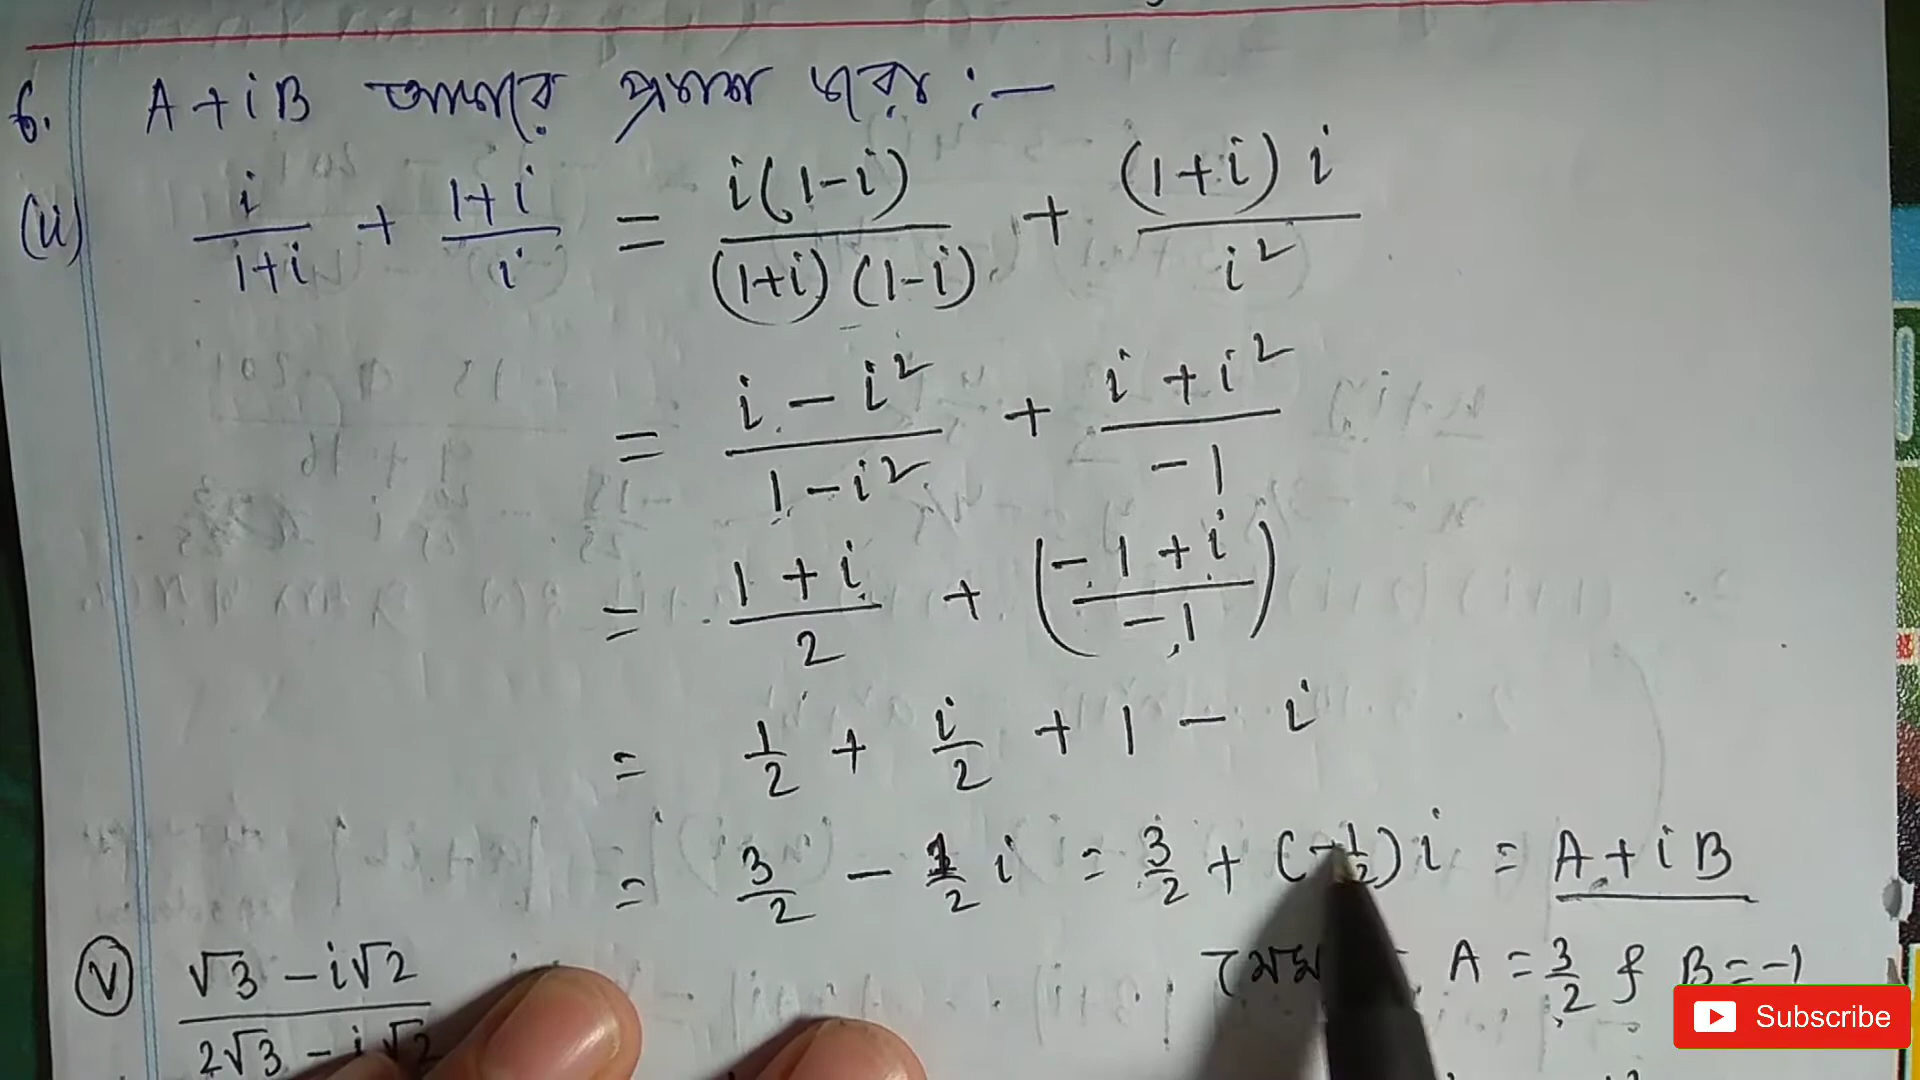 6. A + iB আকারে প্রকাশ করো :-
(ii) i/1+i + 1+i/i = i(1-i)/(1+i)(1-i) + (1+i)i/i²
= i - i²/1 - i² + i + i²/-1
= 1 + i/2 + (-1 + i/-1)
= 1/2 + i/2 + 1 - i
= 3/2 - 1/2 i = 3/2 + (-1/2)i = A + iB
A = 3/2 & B = -1
(v) √3 - i√2/2√3 - i√2
Subscribe